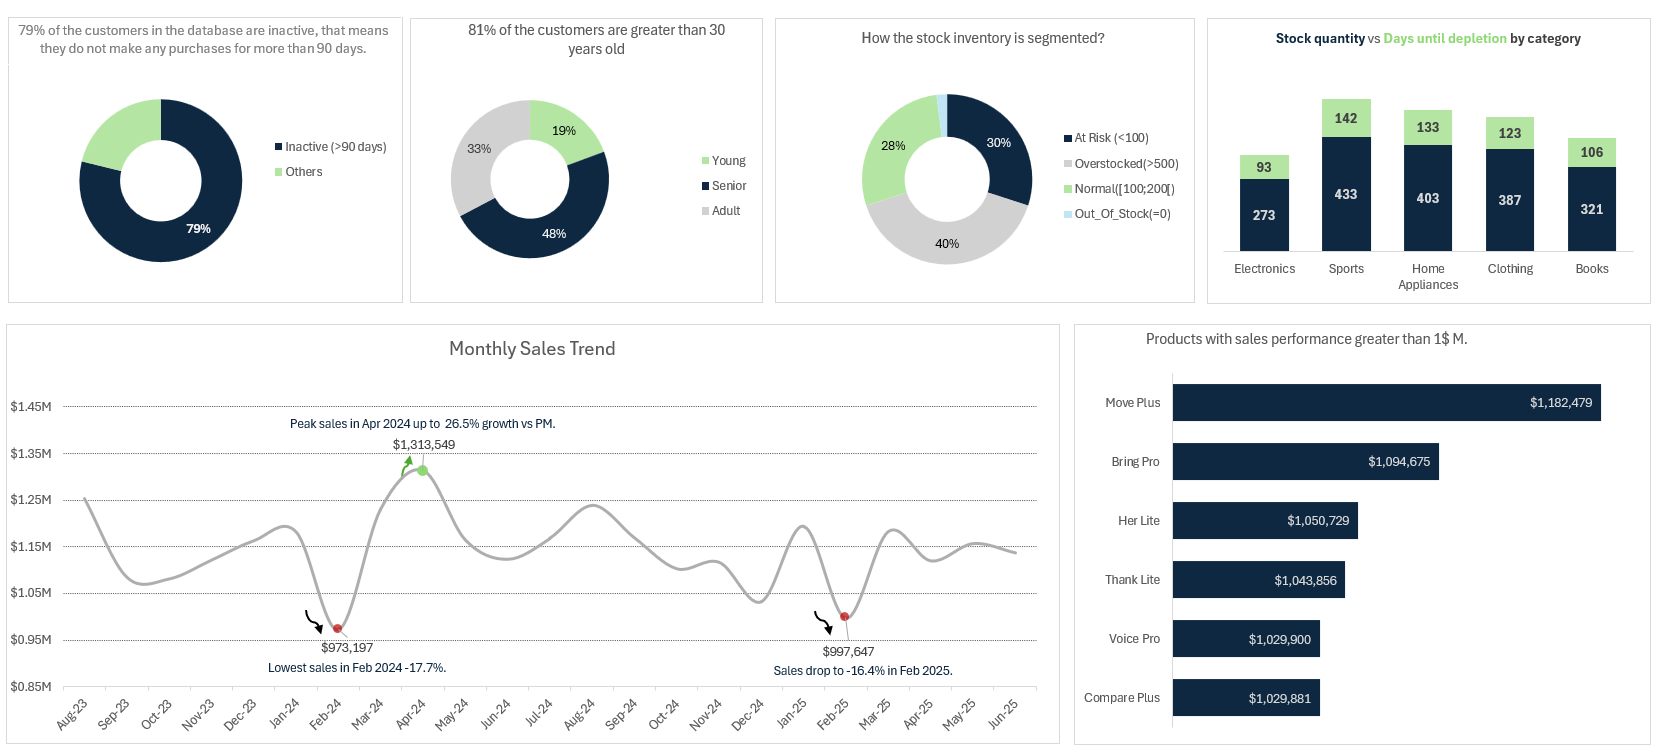 79% of the customers in the database are inactive, that means
they do not make any purchases for more than 90 days.
79%
Inactive (>90 days)
Others
81% of the customers are greater than 30
years old
19%
33%
48%
Young
Senior
Adult
How the stock inventory is segmented?
30%
28%
40%
At Risk (<100)
Overstocked(>500)
Normal([100;200[)
Out_Of_Stock(=0)
Stock quantity vs Days until depletion by category
93
273
142
433
133
403
123
387
106
321
Electronics
Sports
Home
Appliances
Clothing
Books
Monthly Sales Trend
$1.45M
$1.35M
$1.25M
$1.15M
$1.05M
$0.95M
$0.85M
Peak sales in Apr 2024 up to 26.5% growth vs PM.
$1,313,549
$973,197
Lowest sales in Feb 2024 -17.7%.
$997,647
Sales drop to -16.4% in Feb 2025.
Aug-23
Sep-23
Oct-23
Nov-23
Dec-23
Jan-24
Feb-24
Mar-24
Apr-24
May-24
Jun-24
Jul-24
Aug-24
Sep-24
Oct-24
Nov-24
Dec-24
Jan-25
Feb-25
Mar-25
Apr-25
May-25
Jun-25
Products with sales performance greater than 1$ M.
Move Plus
$1,182,479
Bring Pro
$1,094,675
Her Lite
$1,050,729
Thank Lite
$1,043,856
Voice Pro
$1,029,900
Compare Plus
$1,029,881